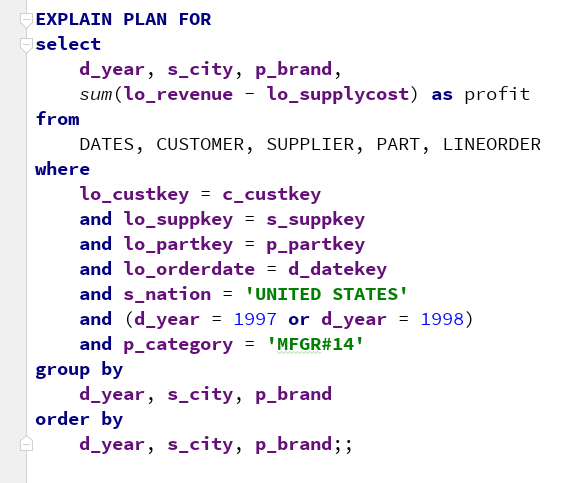 EXPLAIN PLAN FOR
select
    d_year, s_city, p_brand,
    sum(lo_revenue - lo_supplycost) as profit
from
    DATES, CUSTOMER, SUPPLIER, PART, LINEORDER
where
    lo_custkey = c_custkey
    and lo_suppkey = s_suppkey
    and lo_partkey = p_partkey
    and lo_orderdate = d_datekey
    and s_nation = 'UNITED STATES'
    and (d_year = 1997 or d_year = 1998)
    and p_category = 'MFGR#14'
group by
    d_year, s_city, p_brand
order by
    d_year, s_city, p_brand;;